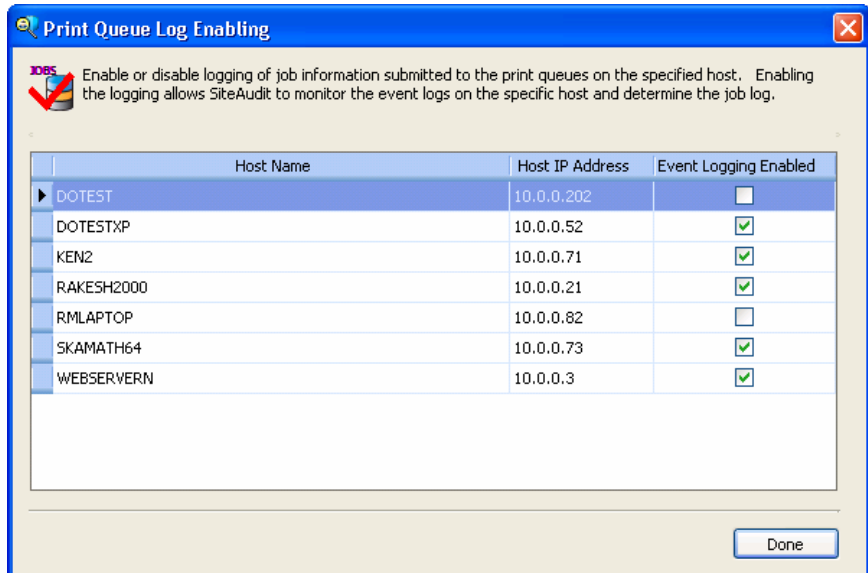 Print Queue Log Enabling
JOBS
Enable or disable logging of job information submitted to the print queues on the specified host. Enabling
the logging allows SiteAudit to monitor the event logs on the specific host and determine the job log.
Host Name Host IP Address Event Logging Enabled
DOTEST 10.0.0.202
DOTESTXP 10.0.0.52
KEN2 10.0.0.71
RAKESH2000 10.0.0.21
RMLAPTOP 10.0.0.82
SKAMATH64 10.0.0.73
WEBSERVERN 10.0.0.3
Done